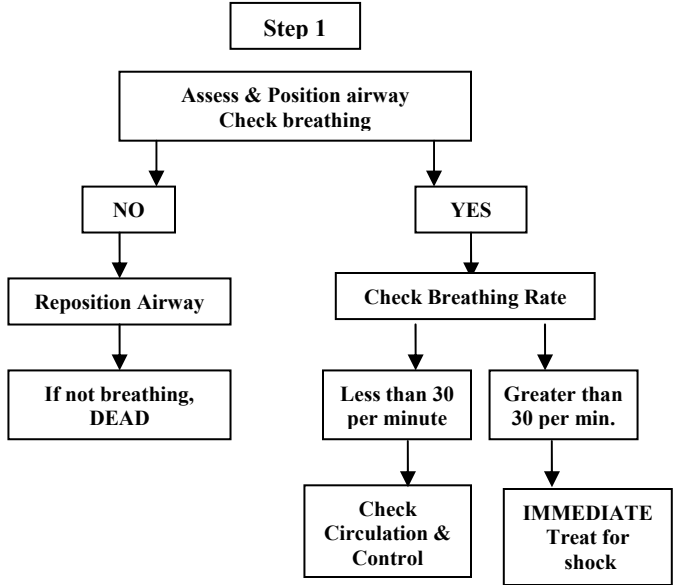 Step 1
Assess & Position airway
Check breathing
NO
YES
Reposition Airway
Check Breathing Rate
If not breathing,
DEAD
Less than 30
per minute
Greater than
30 per min.
Check
Circulation &
Control
IMMEDIATE
Treat for
shock